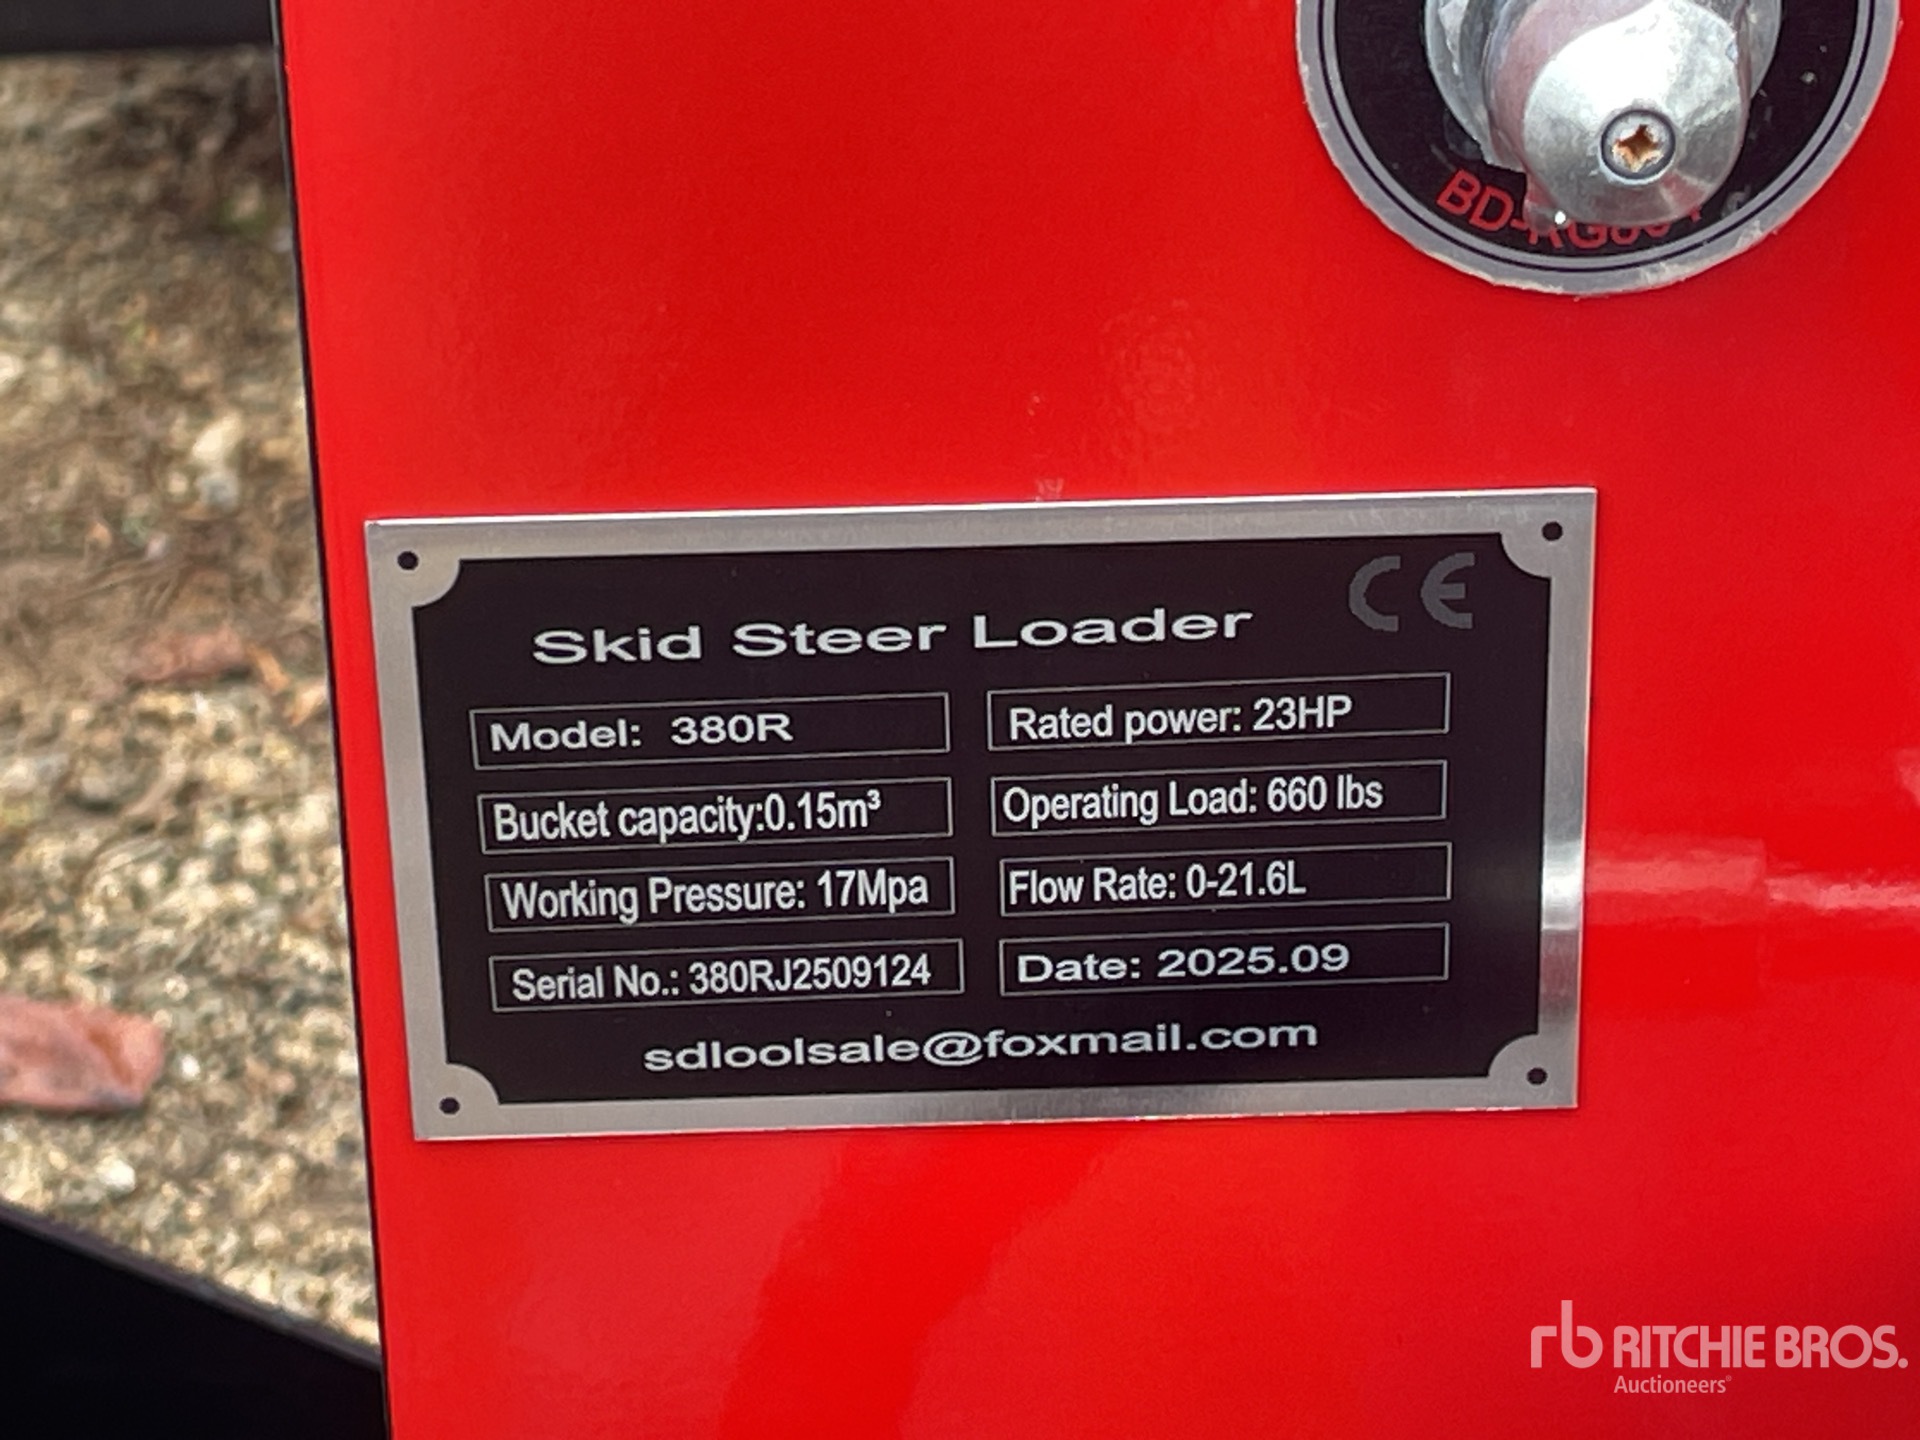 Skid Steer Loader CE
Model: 380R
Rated power: 23HP
Bucket capacity:0.15m³
Operating Load: 660 lbs
Working Pressure: 17Mpa
Flow Rate: 0-21.6L
Serial No.: 380RJ2509124
Date: 2025.09
sdloolsale@foxmail.com
rb RITCHIE BROS.
Auctioneers